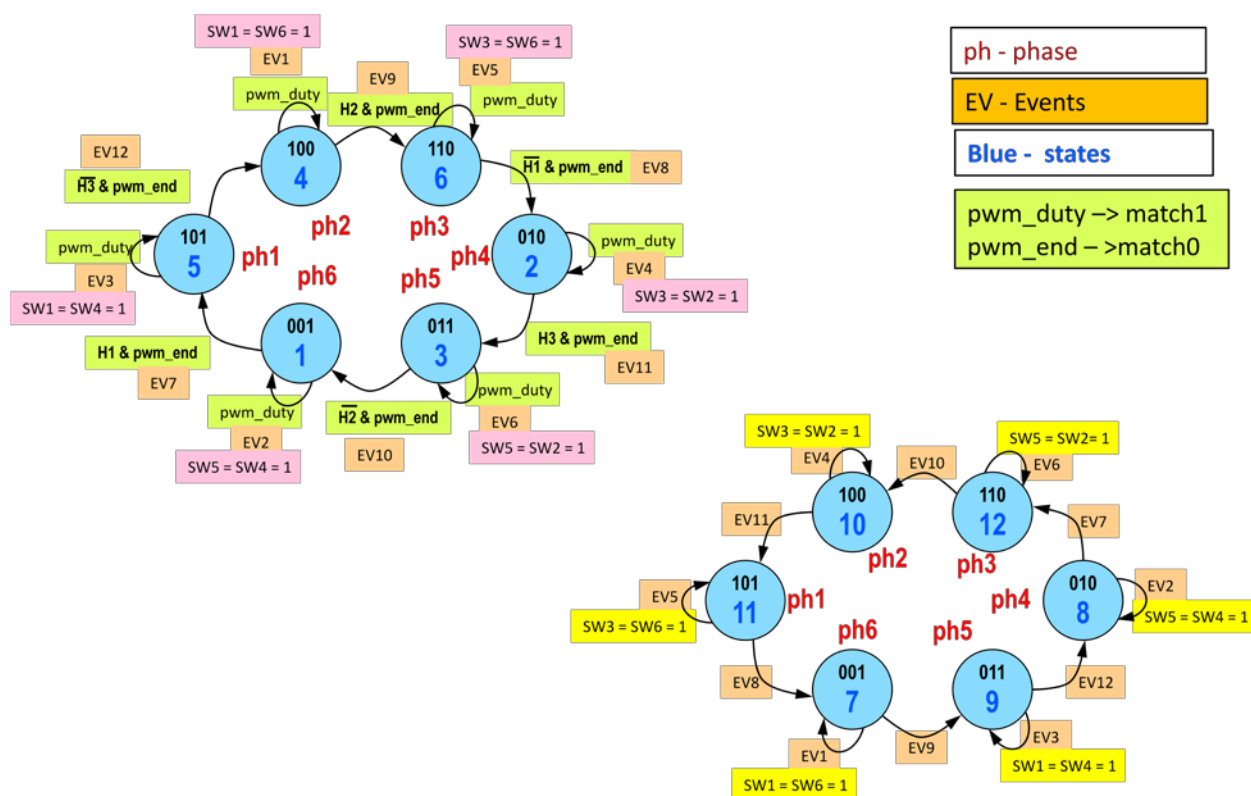 SW1 = SW6 = 1
EV1
pwm_duty
EV9
H2 & pwm_end
SW3 = SW6 = 1
EV5
pwm_duty
EV12
H̅3̅ & pwm_end
100
4
110
6
H̅1̅ & pwm_end
EV8
ph2
ph3
pwm_duty
EV3
SW1 = SW4 = 1
101
5
ph1
ph4
010
2
pwm_duty
EV4
SW3 = SW2 = 1
ph6
ph5
H1 & pwm_end
EV7
001
1
011
3
H3 & pwm_end
EV11
pwm_duty
EV2
SW5 = SW4 = 1
H̅2̅ & pwm_end
EV10
pwm_duty
EV6
SW5 = SW2 = 1
ph - phase
EV - Events
Blue - states
pwm_duty –> match1
pwm_end –>match0
SW3 = SW2 = 1
EV4
EV10
SW5 = SW2= 1
EV6
EV11
100
10
110
12
EV7
ph2
ph3
EV5
SW3 = SW6 = 1
101
11
ph1
ph4
010
8
EV2
SW5 = SW4 = 1
ph6
ph5
EV8
001
7
011
9
EV12
EV1
SW1 = SW6 = 1
EV9
EV3
SW1 = SW4 = 1